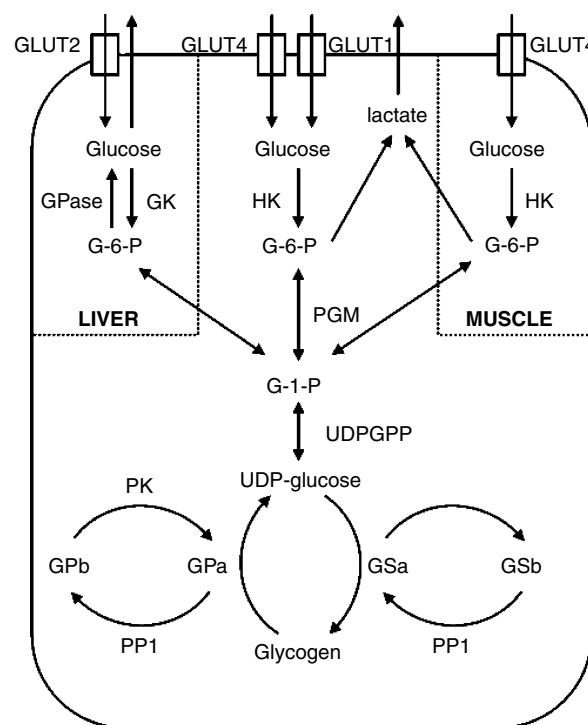 GLUT2 GLUT4 GLUT1 GLUT4
lactate
Glucose Glucose Glucose
GPase GK HK HK
G-6-P G-6-P G-6-P
LIVER PGM MUSCLE
G-1-P
UDPGPP
UDP-glucose
PK
GPb GPa GSa GSb
PP1 PP1
Glycogen